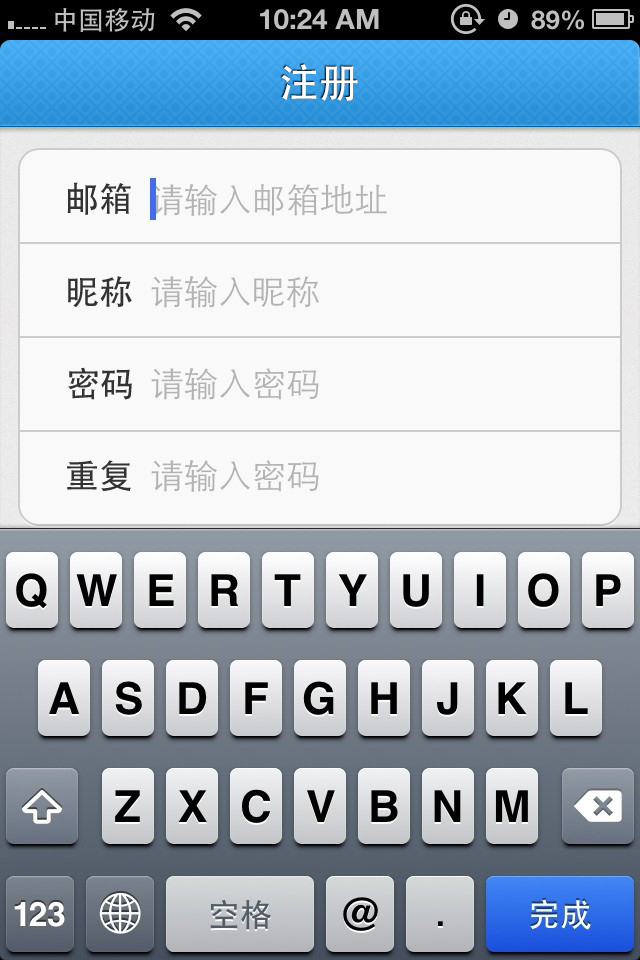 中国移动 10:24 AM 89%
注册
邮箱 请输入邮箱地址
昵称 请输入昵称
密码 请输入密码
重复 请输入密码
Q W E R T Y U I O P
A S D F G H J K L
Z X C V B N M
123 空格 @ . 完成